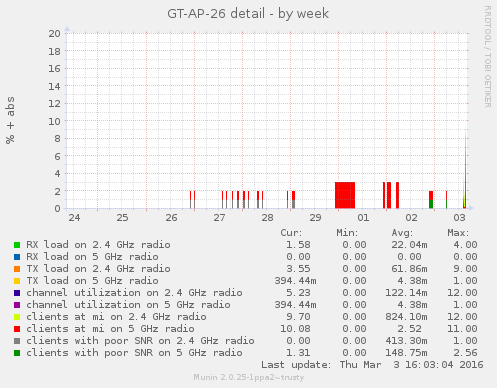 GT-AP-26 detail - by week
RRDTOOL / TOBI OETIKER
% + abs
20
18
16
14
12
10
8
6
4
2
0
24 25 26 27 28 29 01 02 03
Cur: Min: Avg: Max:
RX load on 2.4 GHz radio 1.58 0.00 22.04m 4.00
RX load on 5 GHz radio 0.00 0.00 0.00 0.00
TX load on 2.4 GHz radio 3.55 0.00 61.86m 9.00
TX load on 5 GHz radio 394.44m 0.00 4.38m 1.00
channel utilization on 2.4 GHz radio 5.23 0.00 122.14m 12.00
channel utilization on 5 GHz radio 394.44m 0.00 4.38m 1.00
clients at mi on 2.4 GHz radio 9.70 0.00 824.10m 12.00
clients at mi on 5 GHz radio 10.08 0.00 2.52 11.00
clients with poor SNR on 2.4 GHz radio 0.00 0.00 413.30m 1.00
clients with poor SNR on 5 GHz radio 1.31 0.00 148.75m 2.56
Last update: Thu Mar 3 16:03:04 2016
Munin 2.0.25-1ppa2~trusty